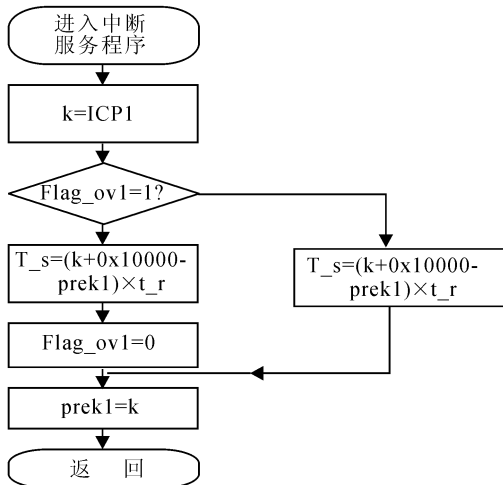 进入中断
服务程序
k=ICP1
Flag_ov1=1?
T_s=(k+0x10000-
prek1)×t_r
T_s=(k+0x10000-
prek1)×t_r
Flag_ov1=0
prek1=k
返 回